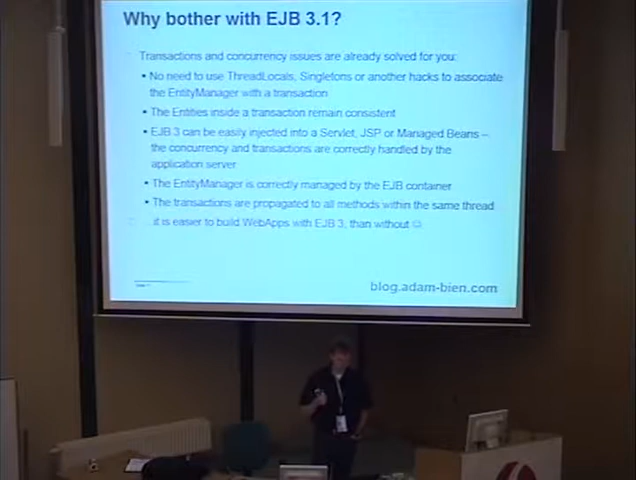 Why bother with EJB 3.1?
Transactions and concurrency issues are already solved for you:
▪ No need to use ThreadLocals, Singletons or another hacks to associate
the EntityManager with a transaction
▪ The Entities inside a transaction remain consistent
▪ EJB 3 can be easily injected into a Servlet, JSP or Managed Beans –
the concurrency and transactions are correctly handled by the
application server
▪ The EntityManager is correctly managed by the EJB container
▪ The transactions are propagated to all methods within the same thread
...it is easier to build WebApps with EJB 3, than without ☺
blog.adam-bien.com